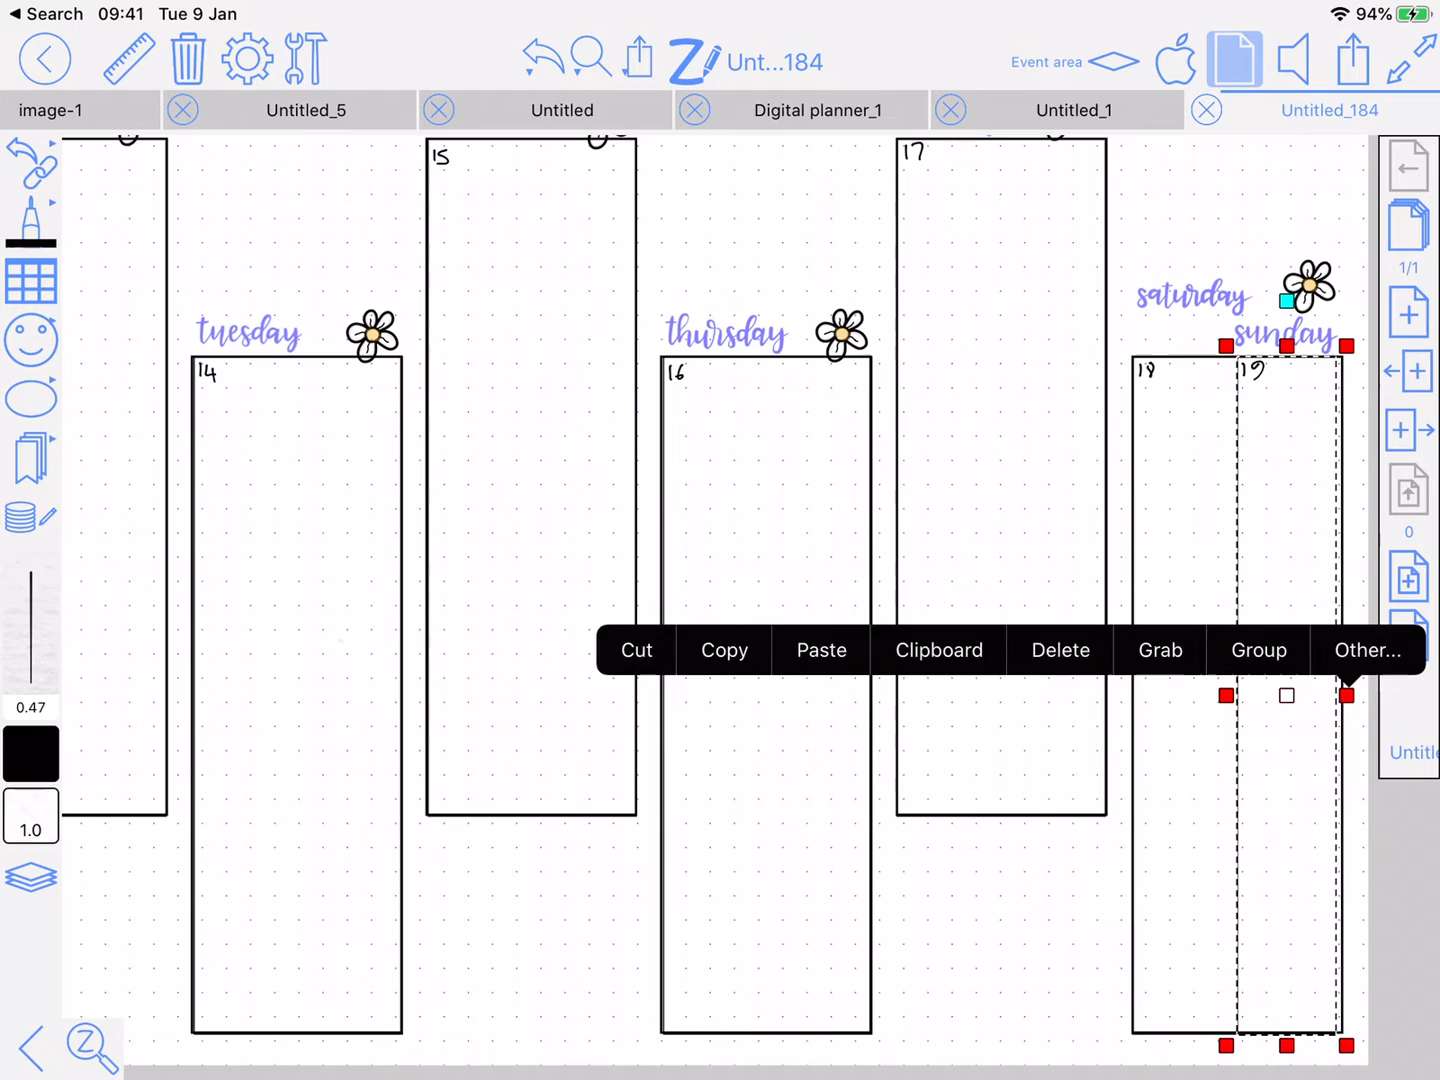 Search 09:41 Tue 9 Jan 94%
Unt...184 Event area
image-1 Untitled_5 Untitled Digital planner_1 Untitled_1 Untitled_184
15 17
1/1
saturday
tuesday thursday sunday
14 16 18 19
0
Cut Copy Paste Clipboard Delete Grab Group Other...
0.47
Untitle
1.0